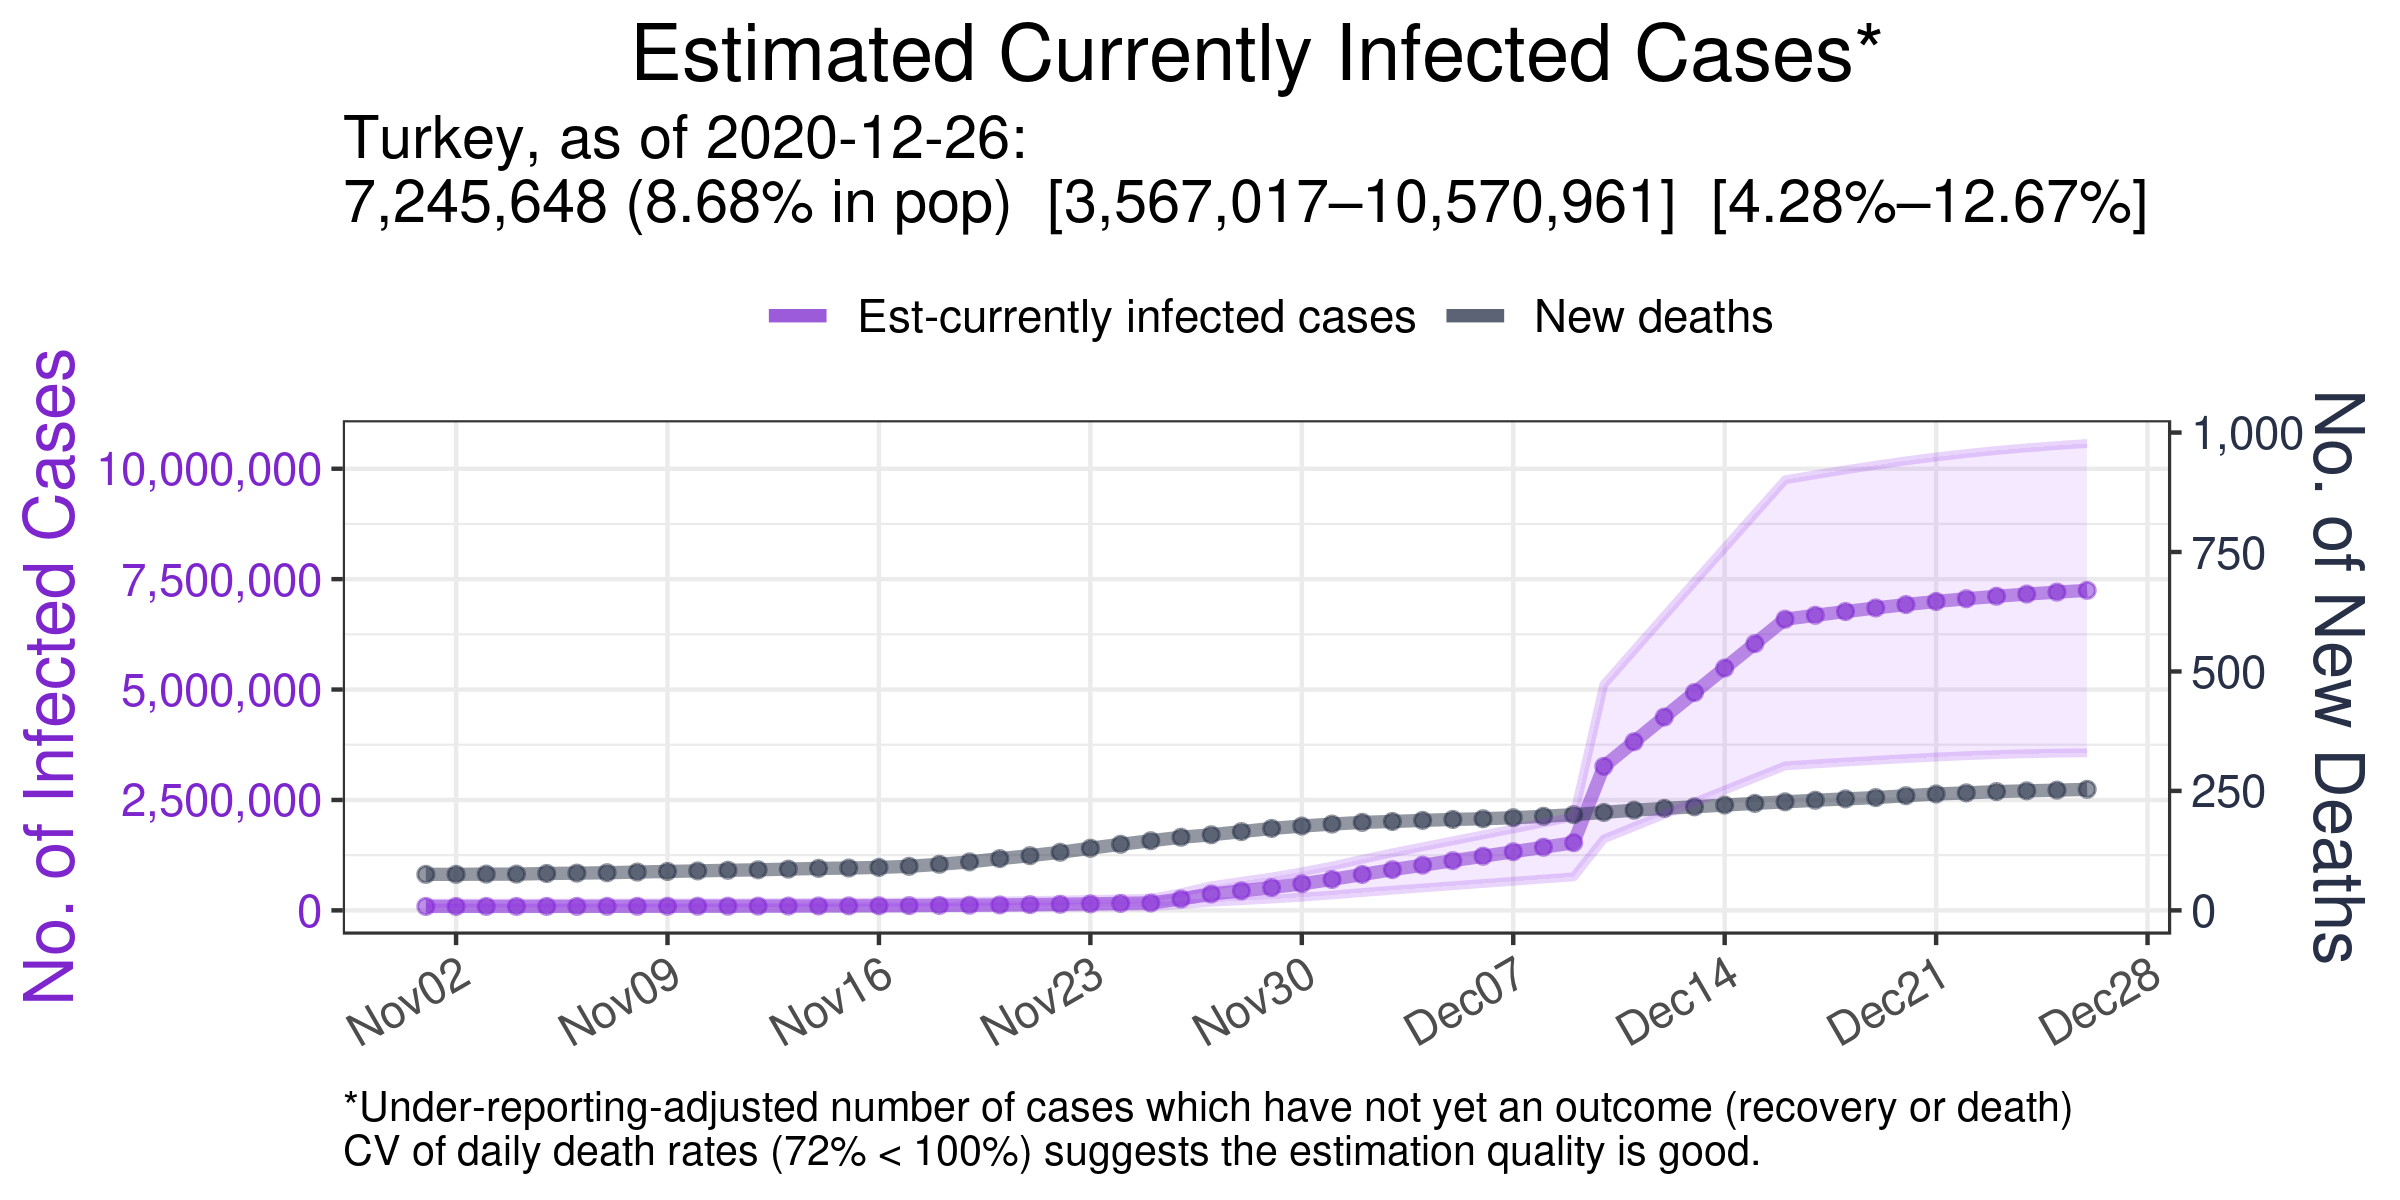 Estimated Currently Infected Cases*
Turkey, as of 2020-12-26:
7,245,648 (8.68% in pop) [3,567,017–10,570,961] [4.28%–12.67%]
Est-currently infected cases
New deaths
No. of Infected Cases
10,000,000
7,500,000
5,000,000
2,500,000
0
1,000
750
500
250
0
No. of New Deaths
Nov02
Nov09
Nov16
Nov23
Nov30
Dec07
Dec14
Dec21
Dec28
*Under-reporting-adjusted number of cases which have not yet an outcome (recovery or death)
CV of daily death rates (72% < 100%) suggests the estimation quality is good.